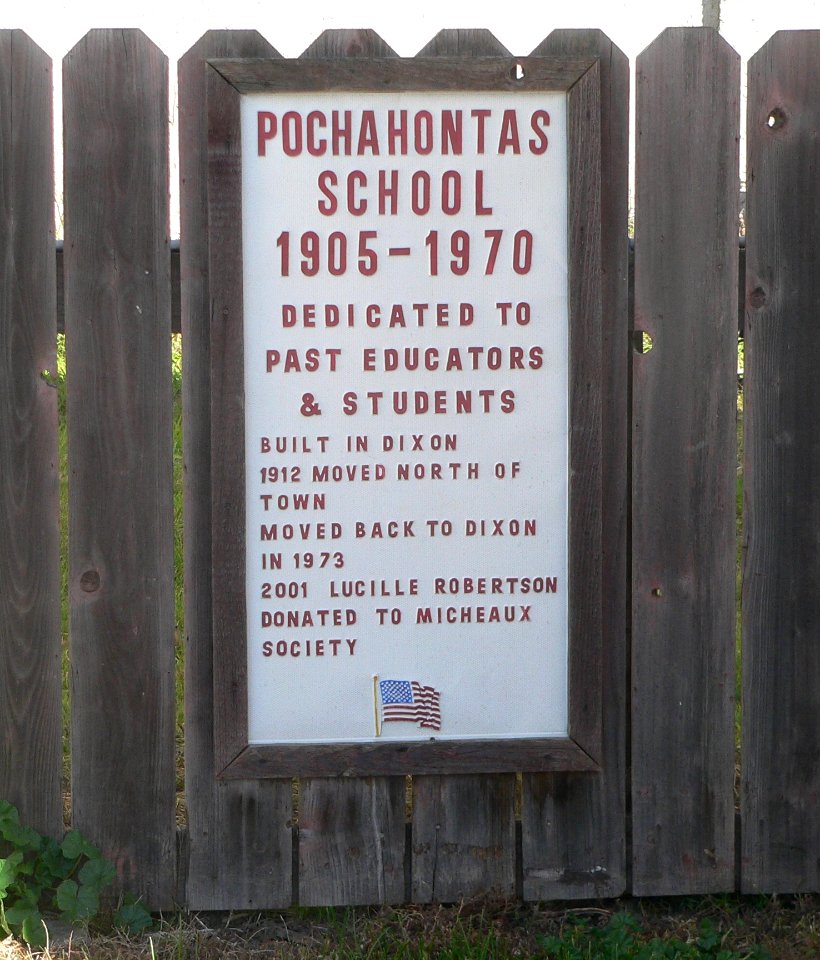 POCHAHONTAS
SCHOOL
1905-1970
DEDICATED TO
PAST EDUCATORS
& STUDENTS
BUILT IN DIXON
1912 MOVED NORTH OF
TOWN
MOVED BACK TO DIXON
IN 1973
2001 LUCILLE ROBERTSON
DONATED TO MICHEAUX
SOCIETY